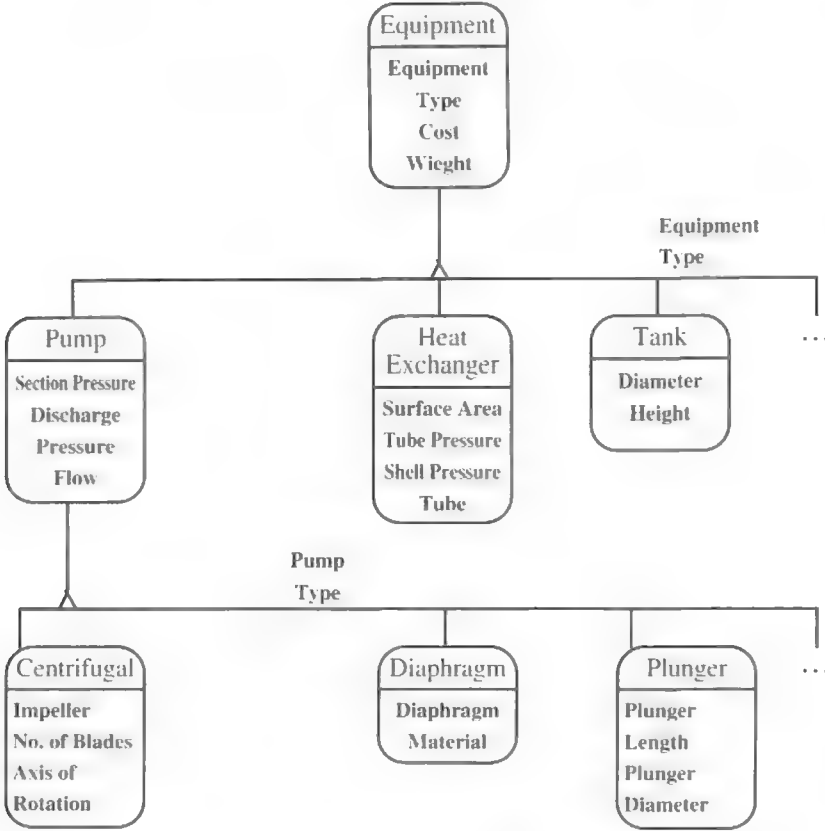 Equipment
Equipment
Type
Cost
Wieght
Equipment
Type
Pump
Section Pressure
Discharge
Pressure
Flow
Heat
Exchanger
Surface Area
Tube Pressure
Shell Pressure
Tube
Tank
Diameter
Height
...
Pump
Type
Centrifugal
Impeller
No. of Blades
Axis of
Rotation
Diaphragm
Diaphragm
Material
Plunger
Plunger
Length
Plunger
Diameter
...